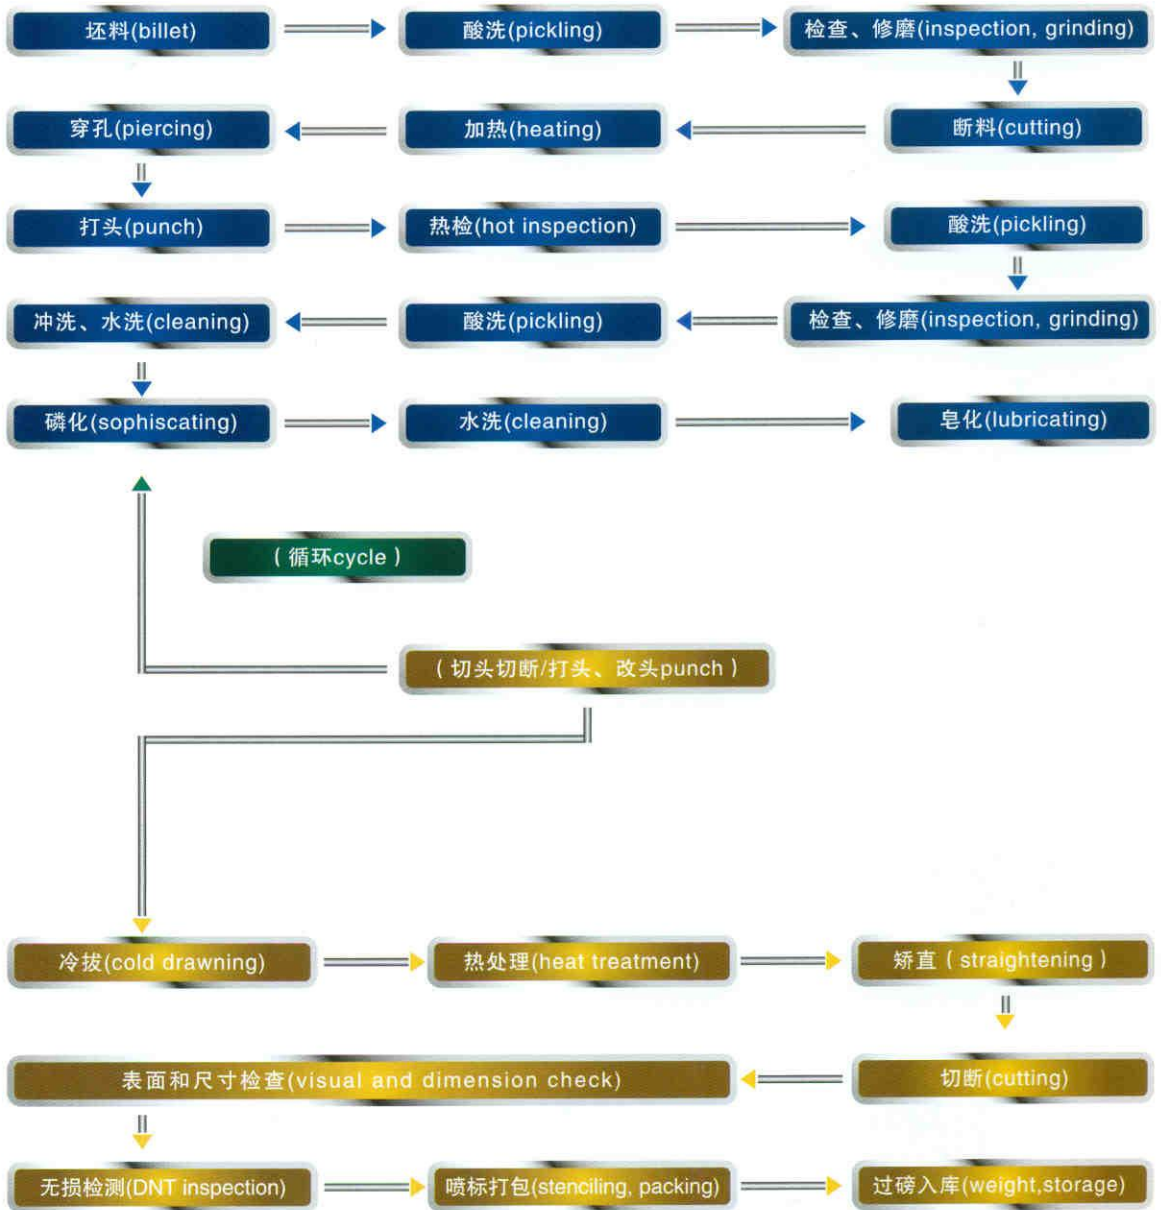 坯料(billet)
酸洗(pickling)
检查、修磨(inspection, grinding)
断料(cutting)
加热(heating)
穿孔(piercing)
打头(punch)
热检(hot inspection)
酸洗(pickling)
检查、修磨(inspection, grinding)
酸洗(pickling)
冲洗、水洗(cleaning)
磷化(sophiscating)
水洗(cleaning)
皂化(lubricating)
(循环cycle)
(切头切断/打头、改头punch)
冷拔(cold drawning)
热处理(heat treatment)
矫直(straightening)
切断(cutting)
表面和尺寸检查(visual and dimension check)
无损检测(DNT inspection)
喷标打包(stenciling, packing)
过磅入库(weight,storage)